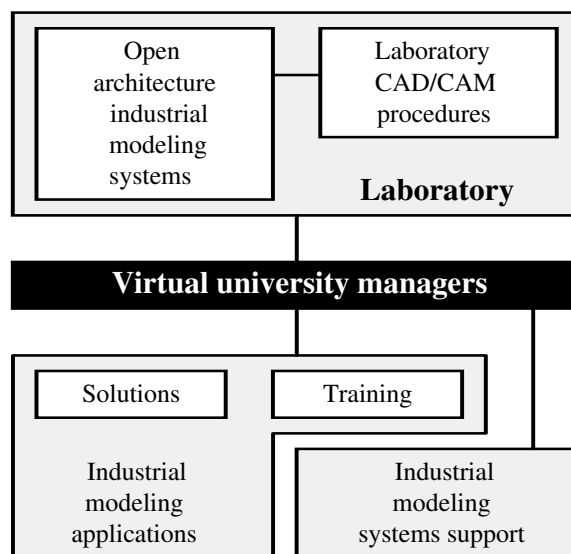 Open
architecture
industrial
modeling
systems
Laboratory
CAD/CAM
procedures
Laboratory
Virtual university managers
Solutions
Training
Industrial
modeling
applications
Industrial
modeling
systems support